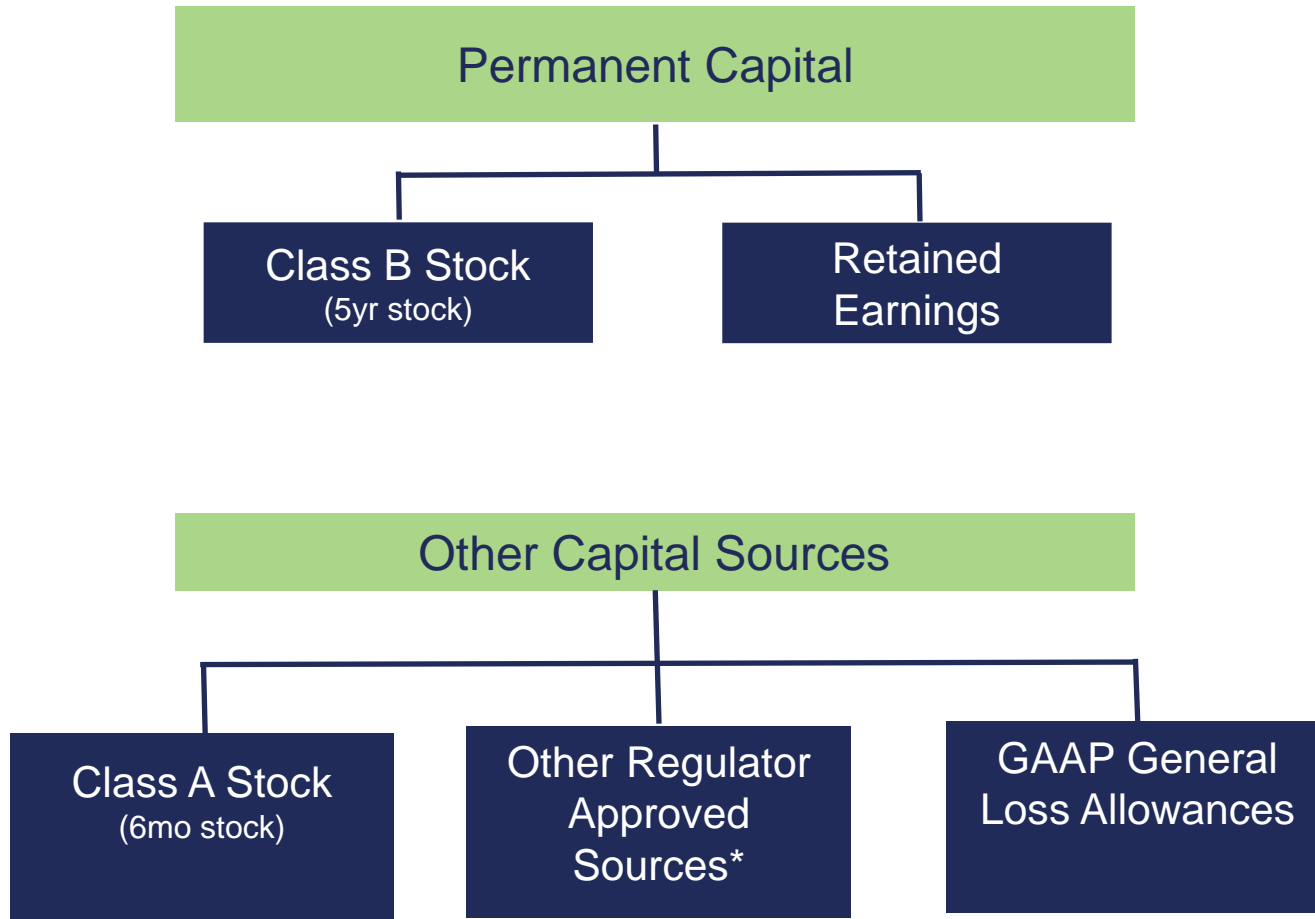 Permanent Capital
Class B Stock
(5yr stock)
Retained
Earnings
Other Capital Sources
Class A Stock
(6mo stock)
Other Regulator
Approved
Sources*
GAAP General
Loss Allowances